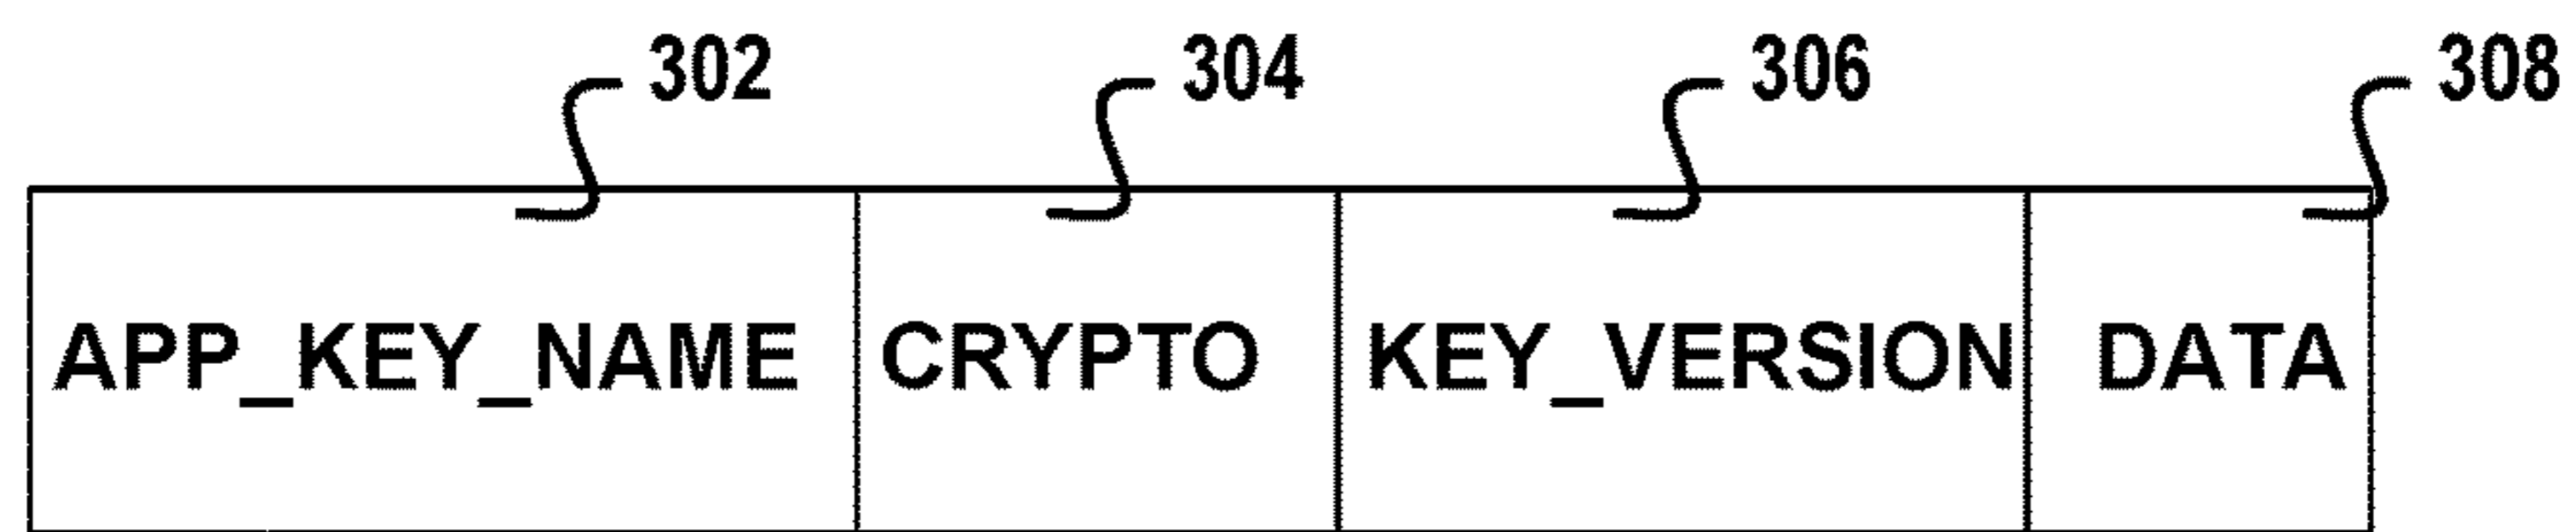 302 304 306 308
APP_KEY_NAME CRYPTO KEY_VERSION DATA